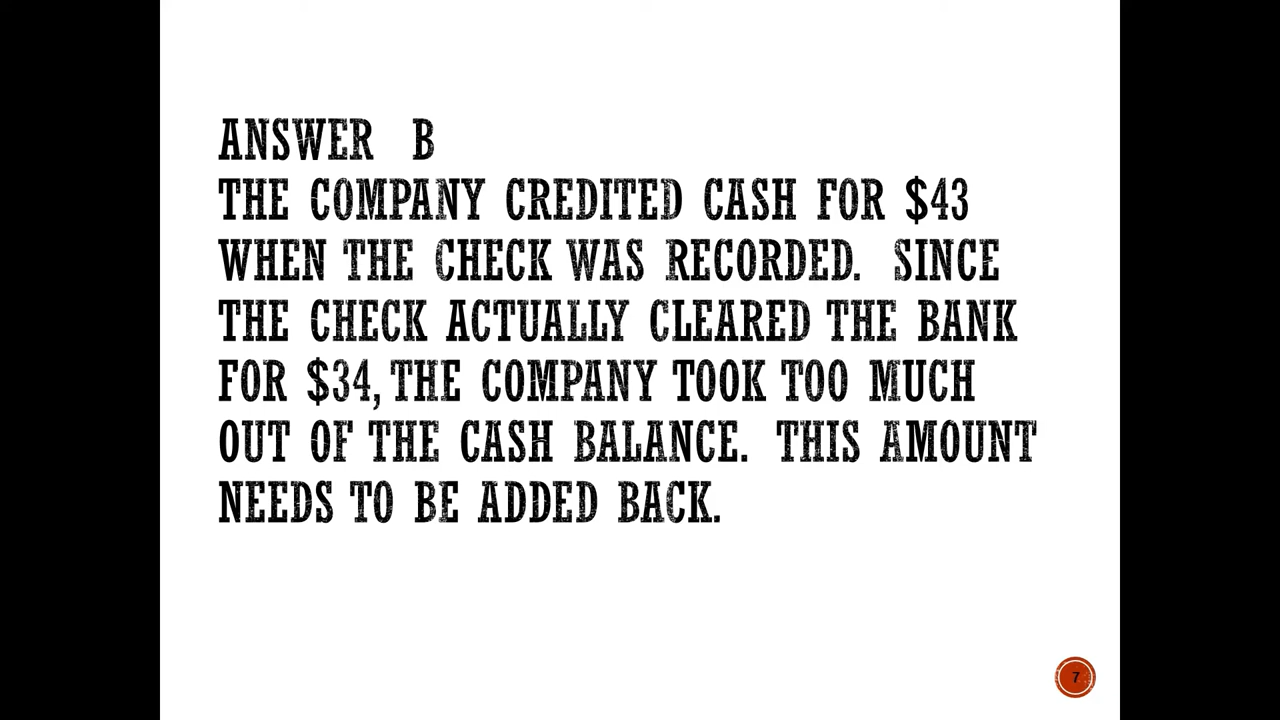 ANSWER B
THE COMPANY CREDITED CASH FOR $43
WHEN THE CHECK WAS RECORDED. SINCE
THE CHECK ACTUALLY CLEARED THE BANK
FOR $34, THE COMPANY TOOK TOO MUCH
OUT OF THE CASH BALANCE. THIS AMOUNT
NEEDS TO BE ADDED BACK.
7